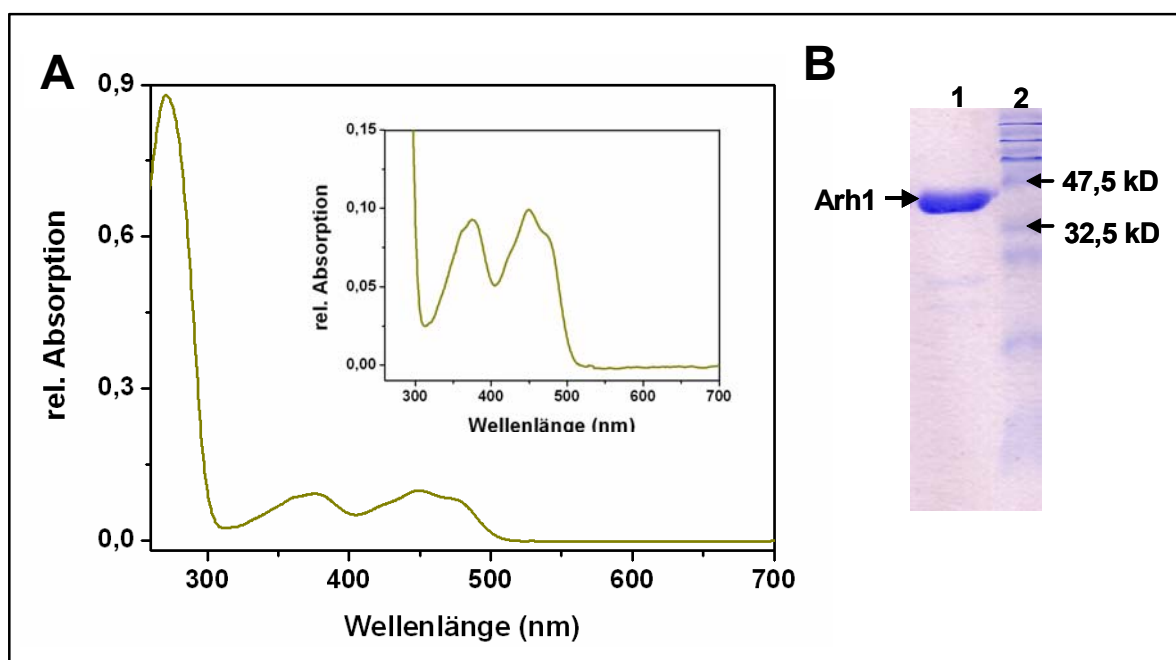 A
0,9
0,6
0,3
0,0
rel. Absorption
300 400 500 600 700
Wellenlänge (nm)
0,15
0,10
0,05
0,00
rel. Absorption
300 400 500 600 700
Wellenlänge (nm)
B
1 2
Arh1
47,5 kD
32,5 kD